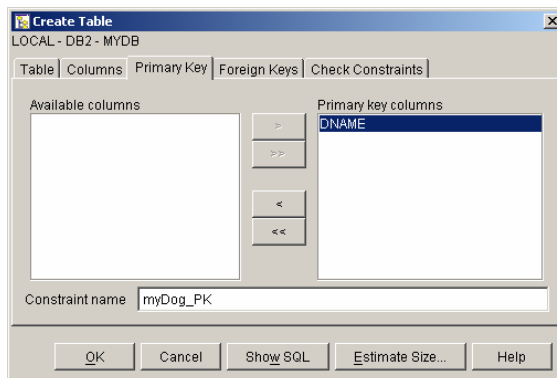 Create Table
LOCAL - DB2 - MYDB
Table Columns Primary Key Foreign Keys Check Constraints
Available columns
Primary key columns
DNAME
>
>>
<
<<
Constraint name myDog_PK
OK Cancel Show SQL Estimate Size... Help